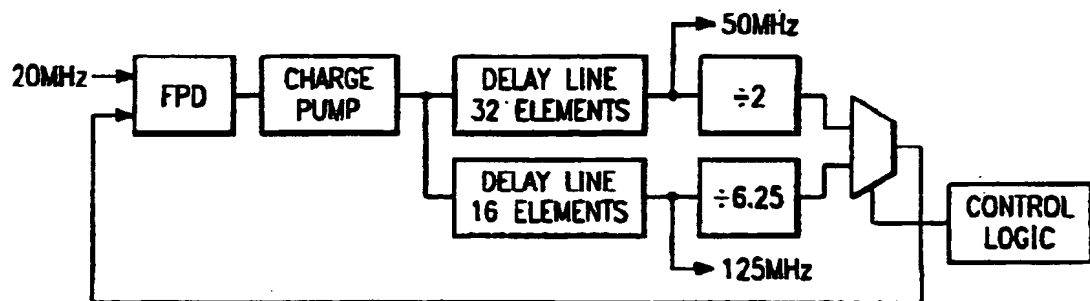 50MHz
20MHz
FPD
CHARGE
PUMP
DELAY LINE
32 ELEMENTS
÷2
DELAY LINE
16 ELEMENTS
÷6.25
CONTROL
LOGIC
125MHz